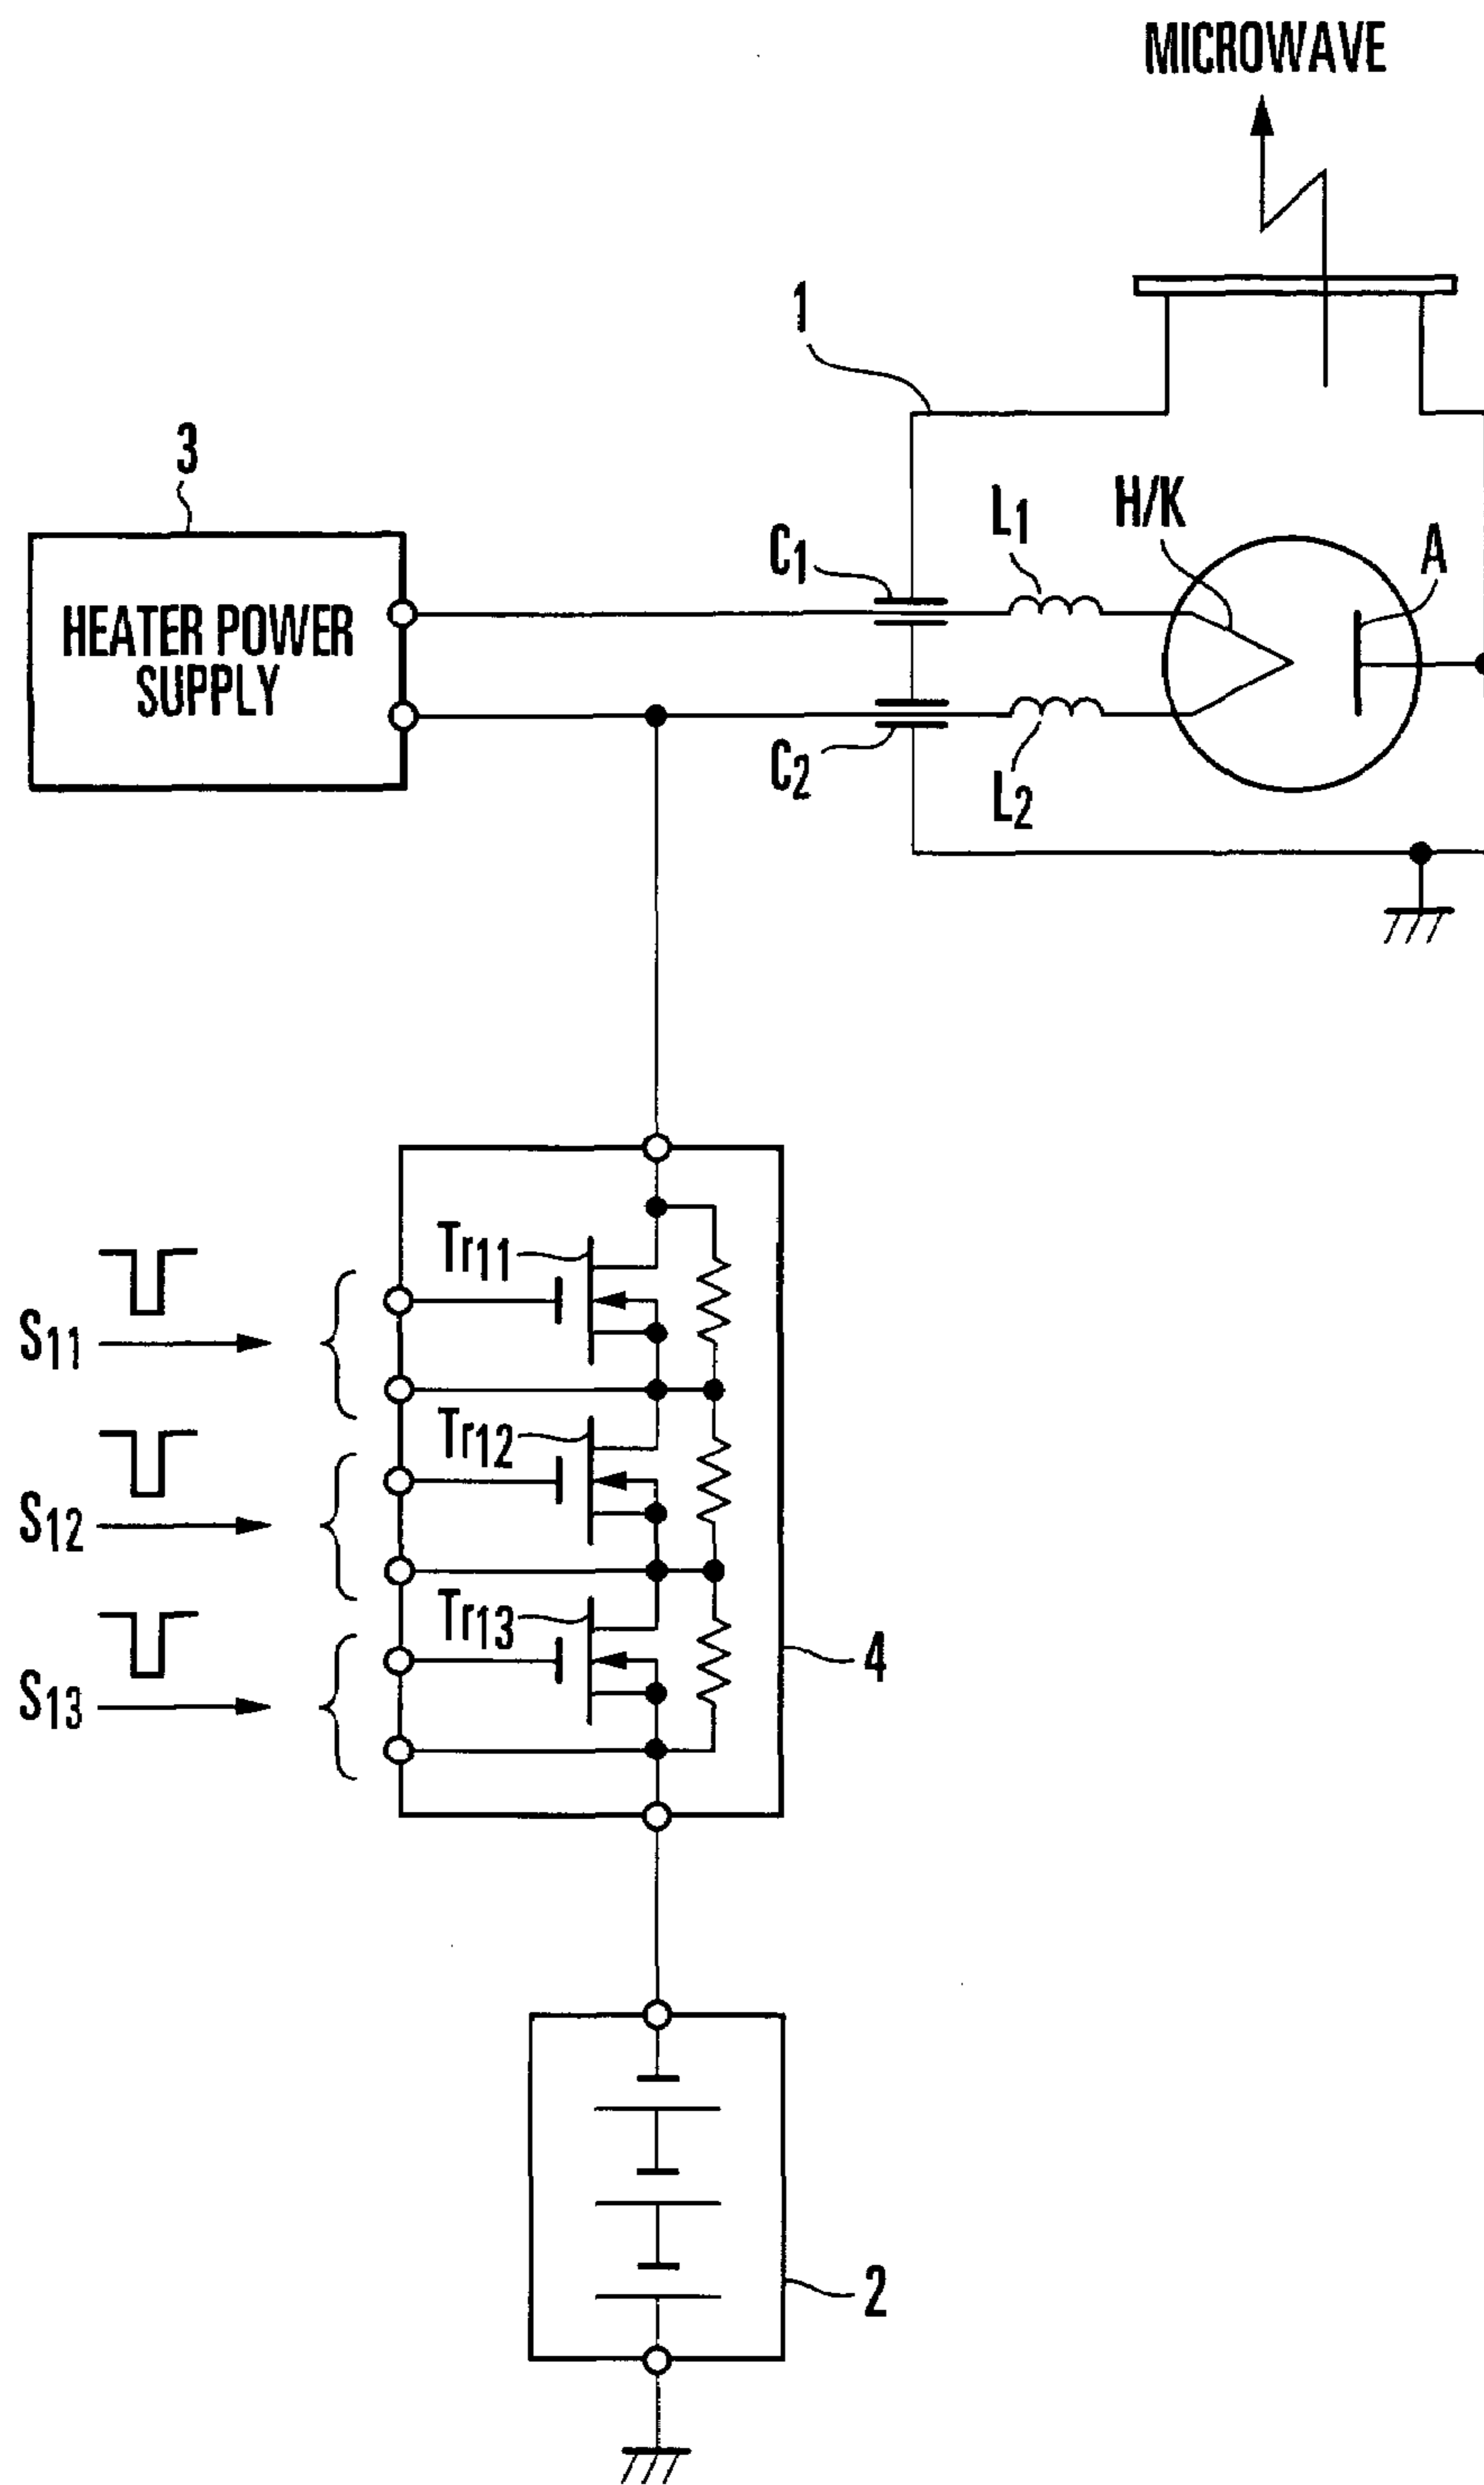 MICROWAVE
1
3
L1
H/K
C1
A
HEATER POWER
SUPPLY
C2
L2
Tr11
S11
Tr12
S12
Tr13
4
S13
2